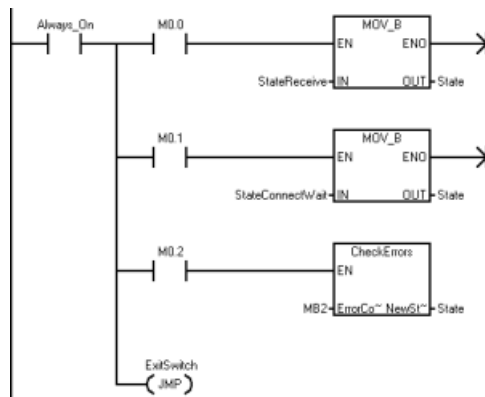 Always_On M0.0 MOV_B
EN ENO
StateReceive IN OUT State
M0.1 MOV_B
EN ENO
StateConnectWait IN OUT State
M0.2 CheckErrors
EN
MB2 ErrorCo~ NewSt~ State
ExitSwitch
JMP